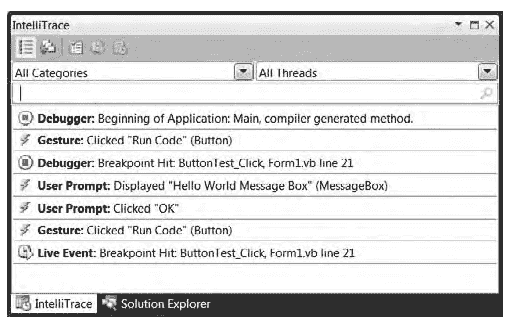 IntelliTrace
All Categories
All Threads
Debugger: Beginning of Application: Main, compiler generated method.
Gesture: Clicked "Run Code" (Button)
Debugger: Breakpoint Hit: ButtonTest_Click, Form1.vb line 21
User Prompt: Displayed "Hello World Message Box" (MessageBox)
User Prompt: Clicked "OK"
Gesture: Clicked "Run Code" (Button)
Live Event: Breakpoint Hit: ButtonTest_Click, Form1.vb line 21
IntelliTrace
Solution Explorer